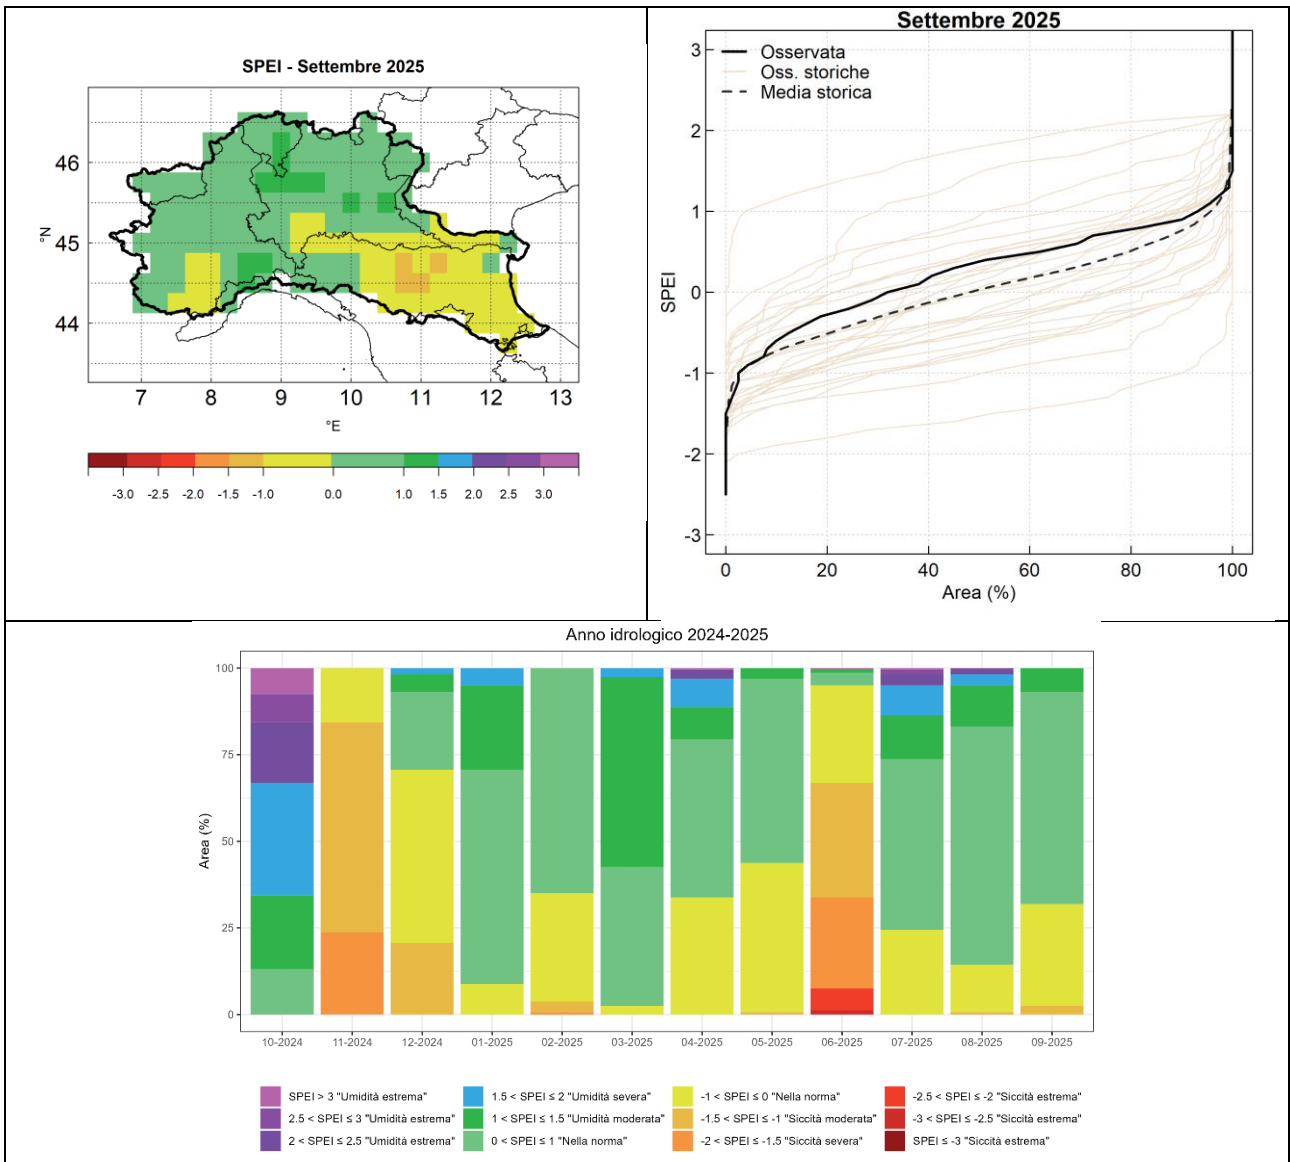 SPEI - Settembre 2025
46
45
44
°N
7 8 9 10 11 12 13
°E
-3.0 -2.5 -2.0 -1.5 -1.0 0.0 1.0 1.5 2.0 2.5 3.0
Settembre 2025
Osservata
Oss. storiche
Media storica
3
2
1
0
-1
-2
-3
SPEI
0 20 40 60 80 100
Area (%)
Anno idrologico 2024-2025
100
75
50
25
0
Area (%)
10-2024 11-2024 12-2024 01-2025 02-2025 03-2025 04-2025 05-2025 06-2025 07-2025 08-2025 09-2025
SPEI > 3 "Umidità estrema" 1.5 < SPEI ≤ 2 "Umidità severa" -1 < SPEI ≤ 0 "Nella norma" -2.5 < SPEI ≤ -2 "Siccità estrema"
2.5 < SPEI ≤ 3 "Umidità estrema" 1 < SPEI ≤ 1.5 "Umidità moderata" -1.5 < SPEI ≤ -1 "Siccità moderata" -3 < SPEI ≤ -2.5 "Siccità estrema"
2 < SPEI ≤ 2.5 "Umidità estrema" 0 < SPEI ≤ 1 "Nella norma" -2 < SPEI ≤ -1.5 "Siccità severa" SPEI ≤ -3 "Siccità estrema"